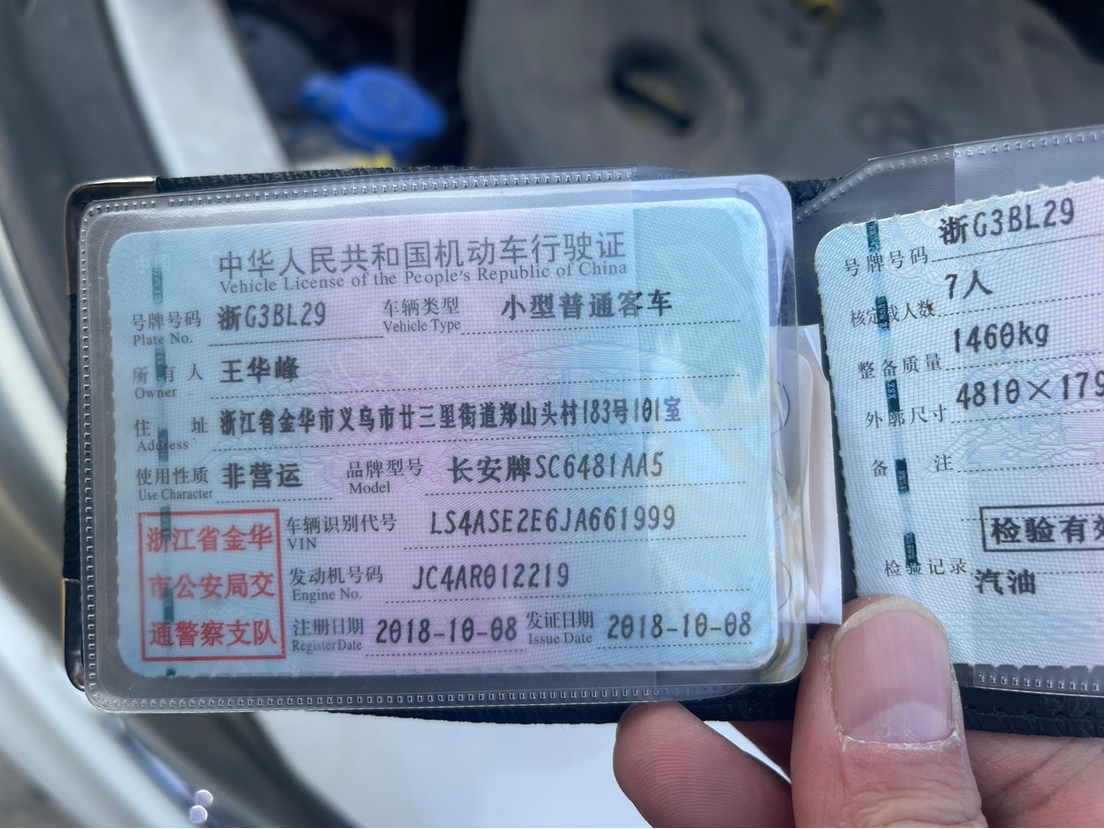 中华人民共和国机动车行驶证
Vehicle License of the People's Republic of China
号牌号码 浙G3BL29 车辆类型 小型普通客车
Plate No. Vehicle Type
所有人 王华峰
Owner
住址 浙江省金华市义乌市廿三里街道郑山头村183号101室
Address
使用性质 非营运 品牌型号 长安牌SC6481AA5
Use Character Model
浙江省金华
市公安局交
通警察支队
车辆识别代号 LS4ASE2E6JA661999
VIN
发动机号码 JC4AR012219
Engine No.
注册日期 2018-10-08 发证日期 2018-10-08
Register Date Issue Date
号牌号码 浙G3BL29
核定载人数 7人
整备质量 1460kg
外廓尺寸 4810×179
备注
检验有效
检验记录
汽油